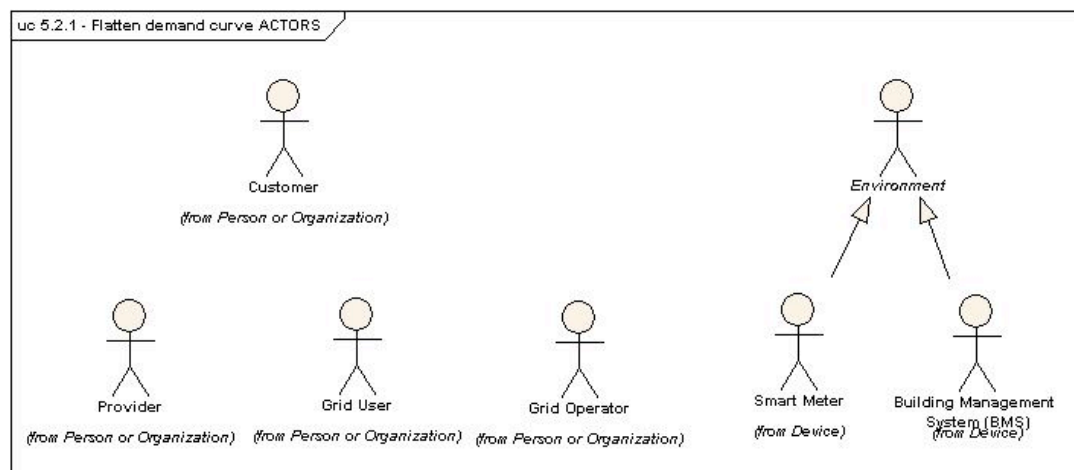 uc 5.2.1 - Flatten demand curve ACTORS
Customer
(from Person or Organization)
Environment
Provider
(from Person or Organization)
Grid User
(from Person or Organization)
Grid Operator
(from Person or Organization)
Smart Meter
(from Device)
Building Management
System (BMS)
(from Device)